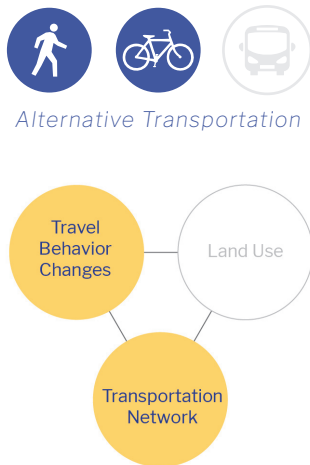 Alternative Transportation
Travel
Behavior
Changes
Land Use
Transportation
Network